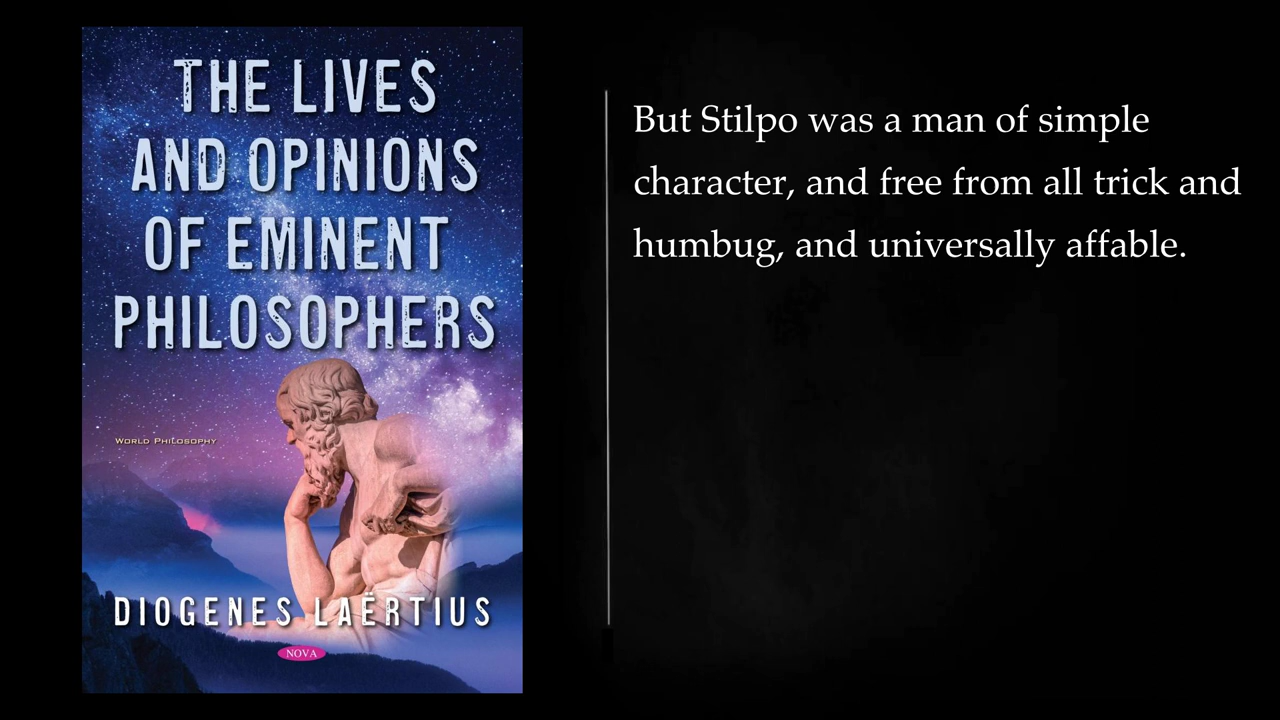 THE LIVES
AND OPINIONS
OF EMINENT
PHILOSOPHERS
WORLD PHILOSOPHY
DIOGENES LAËRTIUS
NOVA
But Stilpo was a man of simple
character, and free from all trick and
humbug, and universally affable.